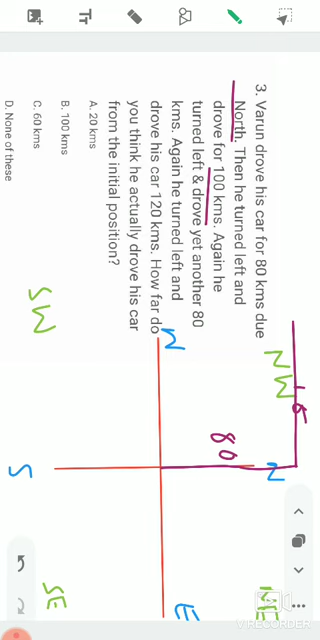 3. Varun drove his car for 80 kms due
North. Then he turned left and
drove for 100 kms. Again he
turned left & drove yet another 80
kms. Again he turned left and
drove his car 120 kms. How far do
you think he actually drove his car
from the initial position?
A. 20 kms
B. 100 kms
C. 60 kms
D. None of these
NW
N
NE
80
W
E
SW
S
SE
VIRECORDER